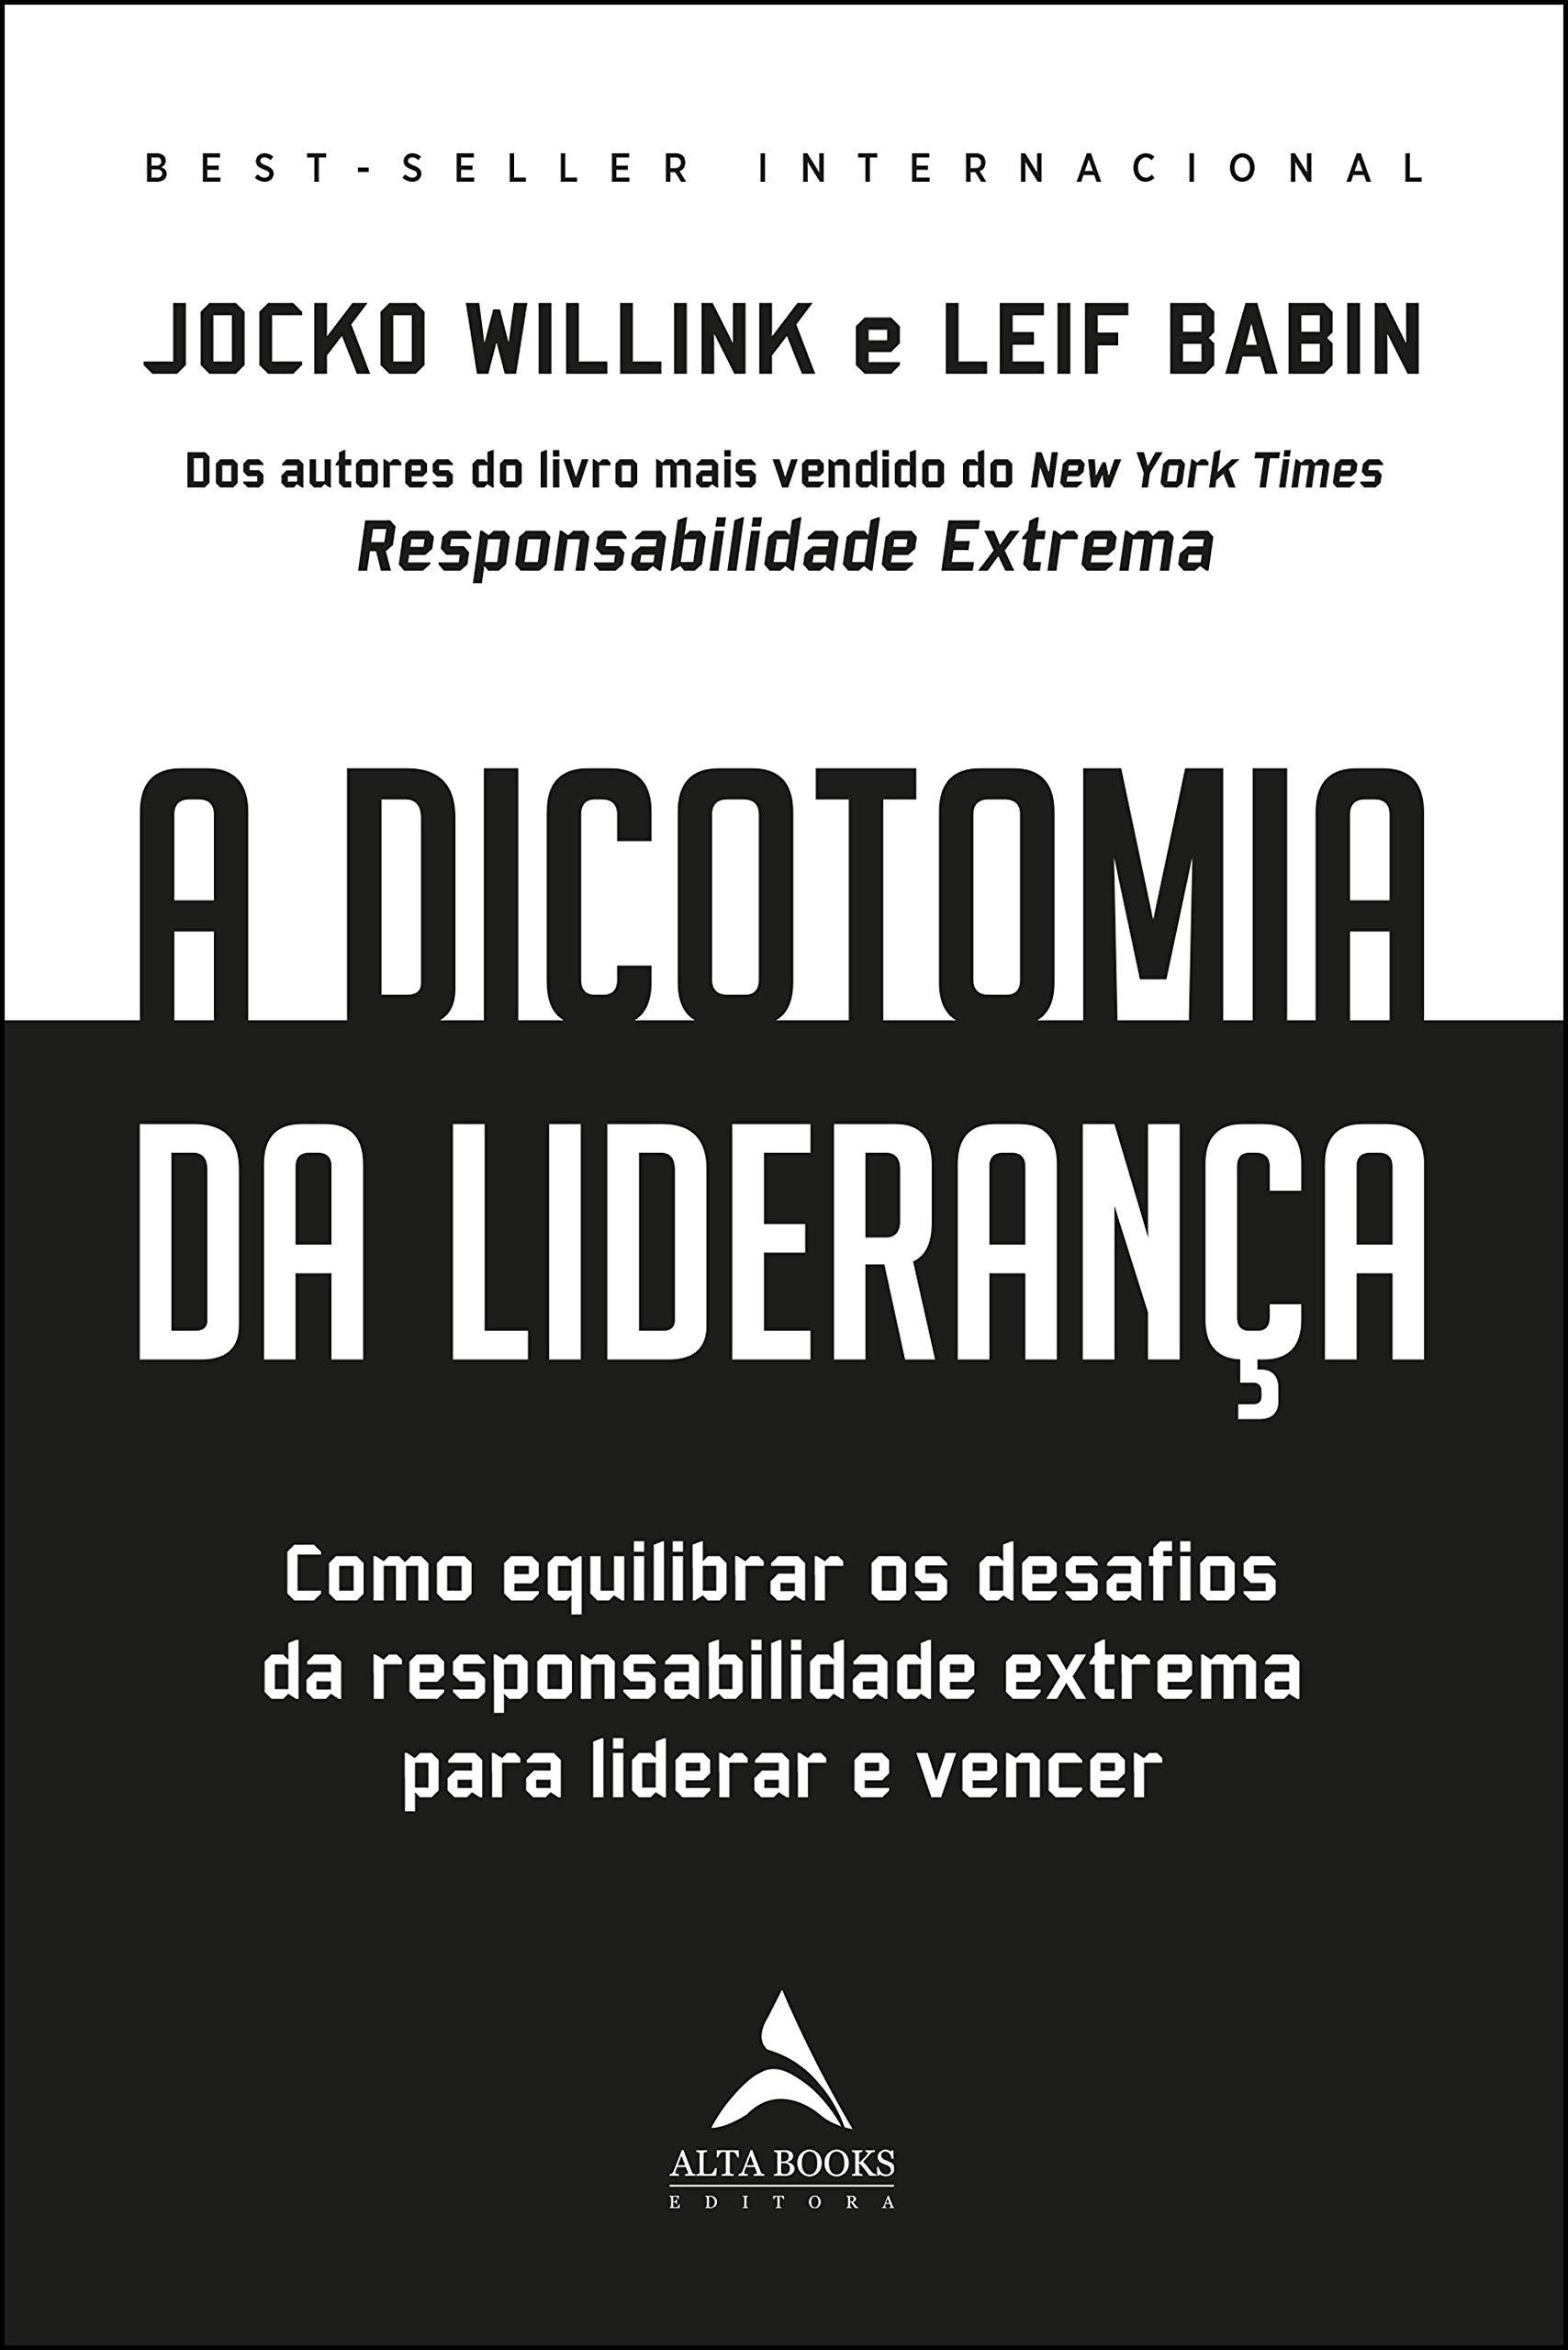 BEST-SELLER INTERNACIONAL
JOCKO WILLINK e LEIF BABIN
Dos autores do livro mais vendido do New York Times
Responsabilidade Extrema
A DICOTOMIA
DA LIDERANÇA
Como equilibrar os desafios
da responsabilidade extrema
para liderar e vencer
ALTA BOOKS
EDITORA